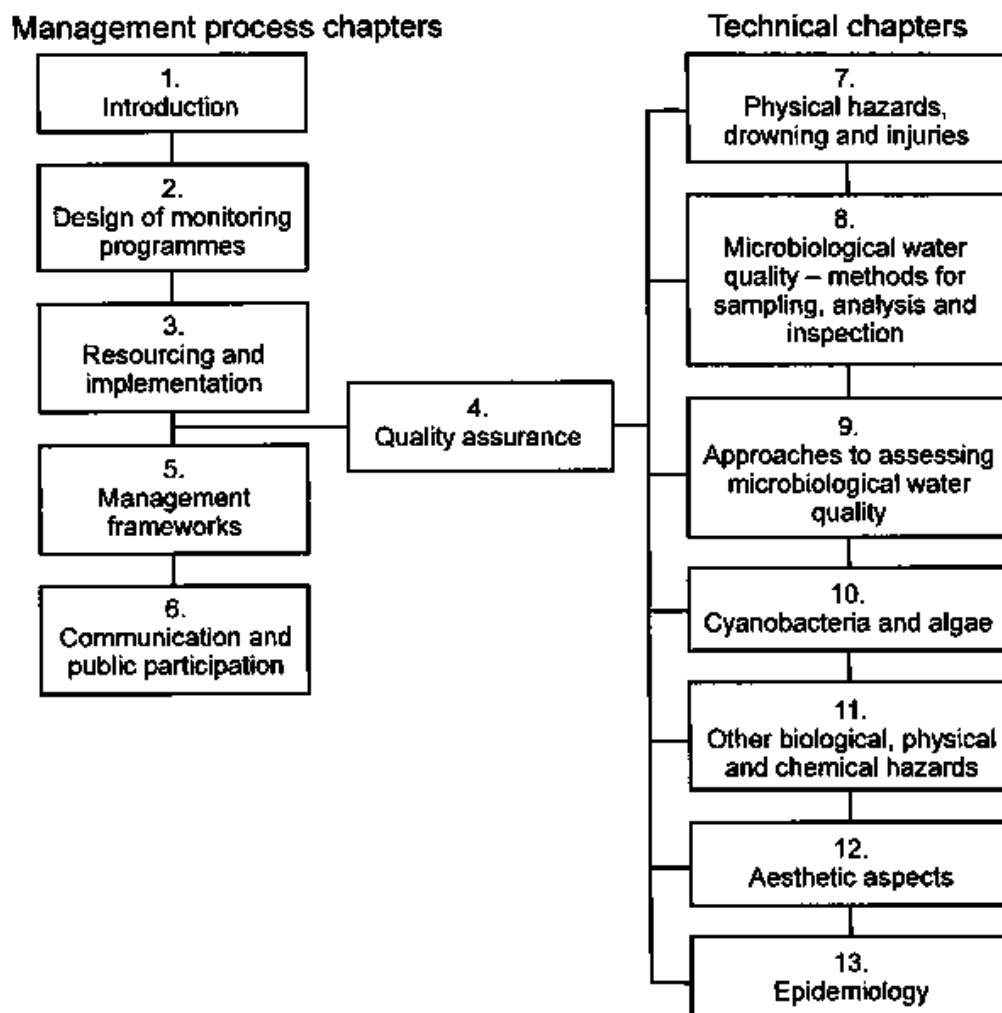 Management process chapters
1.
Introduction
2.
Design of monitoring
programmes
3.
Resourcing and
implementation
4.
Quality assurance
5.
Management
frameworks
6.
Communication and
public participation
Technical chapters
7.
Physical hazards,
drowning and injuries
8.
Microbiological water
quality – methods for
sampling, analysis and
inspection
9.
Approaches to assessing
microbiological water
quality
10.
Cyanobacteria and algae
11.
Other biological, physical
and chemical hazards
12.
Aesthetic aspects
13.
Epidemiology